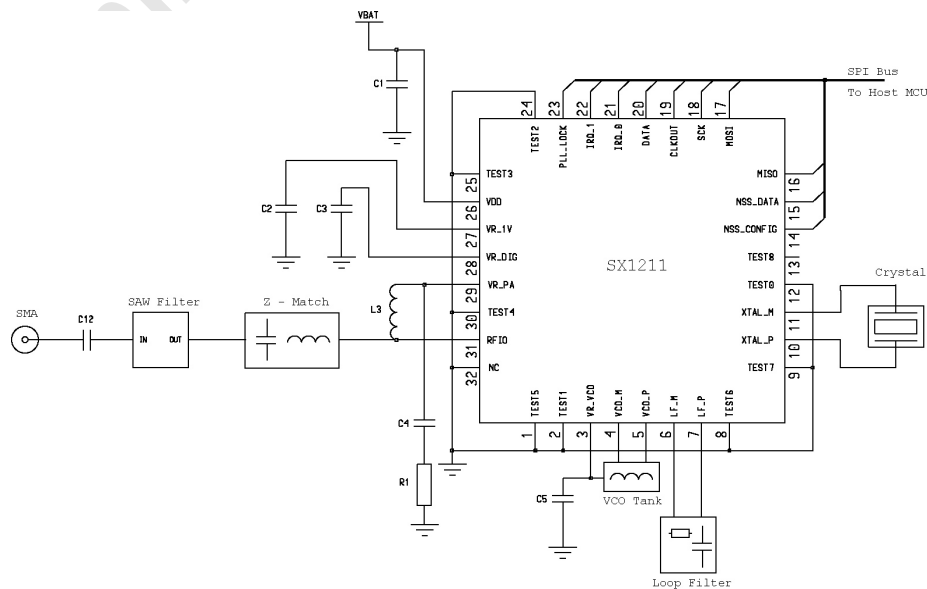 VBAT
C1
SPI Bus
To Host MCU
24
23
22
21
20
19
18
17
TEST2
PLL_LOCK
IRQ_1
IRQ_0
DATA
CLKOUT
SCK
MOSI
25
TEST3
MISO
16
26
VDD
NSS_DATA
15
C2
C3
27
VR_1V
NSS_CONFIG
14
28
VR_DIG
TEST8
13
SX1211
Crystal
29
VR_PA
TEST0
12
SMA
C12
SAW Filter
Z - Match
L3
30
TEST4
XTAL_M
11
IN
OUT
31
RFIO
XTAL_P
10
32
NC
TEST7
9
TEST5
TEST1
VR_VCO
VCO_M
VCO_P
LF_M
LF_P
TEST6
C4
1
2
3
4
5
6
7
8
R1
C5
VCO Tank
Loop Filter